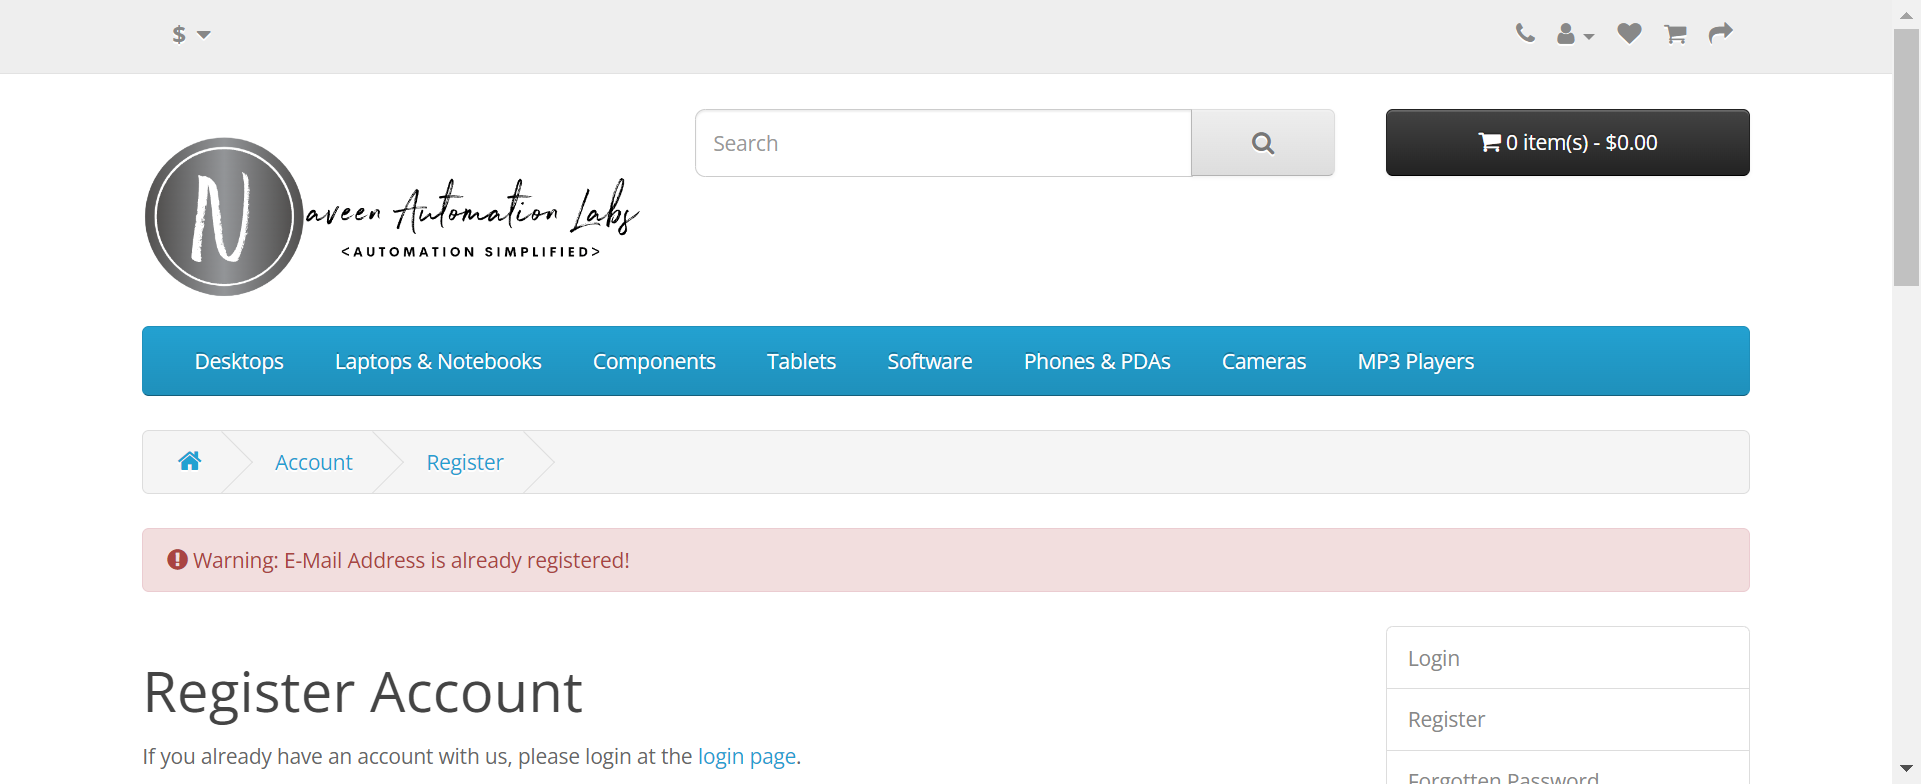 $
Search
0 item(s) - $0.00
N
aveen Automation Labs
<AUTOMATION SIMPLIFIED>
Desktops Laptops & Notebooks Components Tablets Software Phones & PDAs Cameras MP3 Players
Account Register
Warning: E-Mail Address is already registered!
Register Account
If you already have an account with us, please login at the login page.
Login
Register
Forgotten Password